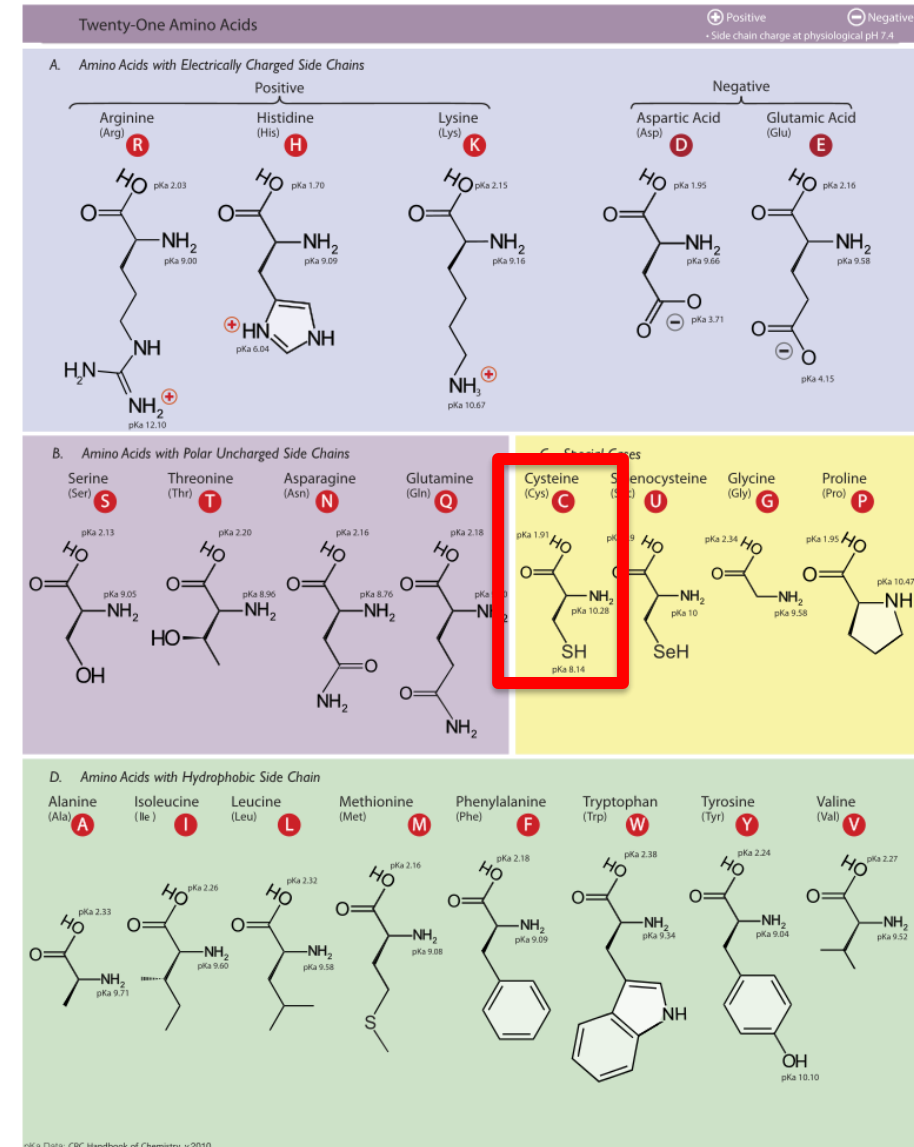 Twenty-One Amino Acids
+ Positive
− Negative
• Side chain charge at physiological pH 7.4
A. Amino Acids with Electrically Charged Side Chains
Positive
Negative
Arginine
(Arg)
R
Histidine
(His)
H
Lysine
(Lys)
K
Aspartic Acid
(Asp)
D
Glutamic Acid
(Glu)
E
HO pKa 2.03
O
NH2
pKa 9.00
NH
H2N
NH2 +
pKa 12.10
HO pKa 1.70
O
NH2
pKa 9.09
+ HN
NH
pKa 6.04
HO pKa 2.15
O
NH2
pKa 9.16
NH3 +
pKa 10.67
HO pKa 1.95
O
NH2
pKa 9.66
O
O − pKa 3.71
HO pKa 2.16
O
NH2
pKa 9.58
O
− O
pKa 4.15
B. Amino Acids with Polar Uncharged Side Chains
Serine
(Ser)
S
Threonine
(Thr)
T
Asparagine
(Asn)
N
Glutamine
(Gln)
Q
pKa 2.13
HO
O
pKa 9.05
NH2
OH
pKa 2.20
HO
O
pKa 8.96
NH2
HO
pKa 2.16
HO
O
pKa 8.76
NH2
O
NH2
pKa 2.18
HO
O
O
NH2
Cases
Cysteine
(Cys)
C
U
Glycine
(Gly)
G
Proline
(Pro)
P
pKa 1.91 HO
O
NH2
pKa 10.28
SH
pKa 8.14
HO
O
NH2
pKa 10
SeH
pKa 2.34 HO
O
NH2
pKa 9.58
pKa 1.95 HO
O
pKa 10.47
NH
D. Amino Acids with Hydrophobic Side Chain
Alanine
(Ala)
A
Isoleucine
(Ile)
I
Leucine
(Leu)
L
Methionine
(Met)
M
Phenylalanine
(Phe)
F
Tryptophan
(Trp)
W
Tyrosine
(Tyr)
Y
Valine
(Val)
V
pKa 2.33
HO
O
NH2
pKa 9.71
HO pKa 2.26
O
NH2
pKa 9.60
pKa 2.32
HO
O
NH2
pKa 9.58
pKa 2.16
HO
O
NH2
pKa 9.08
S
pKa 2.18
HO
O
NH2
pKa 9.09
pKa 2.38
HO
O
NH2
pKa 9.34
NH
pKa 2.24
HO
O
NH2
pKa 9.04
OH
pKa 10.10
HO pKa 2.27
O
NH2
pKa 9.52
pKa Data: CRC Handbook of Chemistry, v.2010